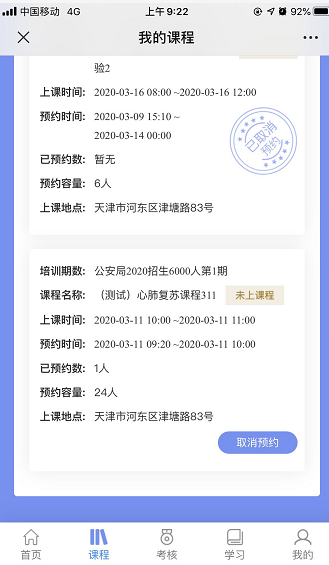 中国移动 4G 上午 9:22 92%
我的课程
验2
上课时间: 2020-03-16 08:00 ~2020-03-16 12:00
预约时间: 2020-03-09 15:10 ~
2020-03-14 00:00
已取消
预约
已预约数: 暂无
预约容量: 6人
上课地点: 天津市河东区津塘路83号
培训期数: 公安局2020招生6000人第1期
课程名称: （测试）心肺复苏课程311 未上课程
上课时间: 2020-03-11 10:00 ~2020-03-11 11:00
预约时间: 2020-03-11 09:20 ~2020-03-11 10:00
已预约数: 1人
预约容量: 24人
上课地点: 天津市河东区津塘路83号
取消预约
首页 课程 考核 学习 我的